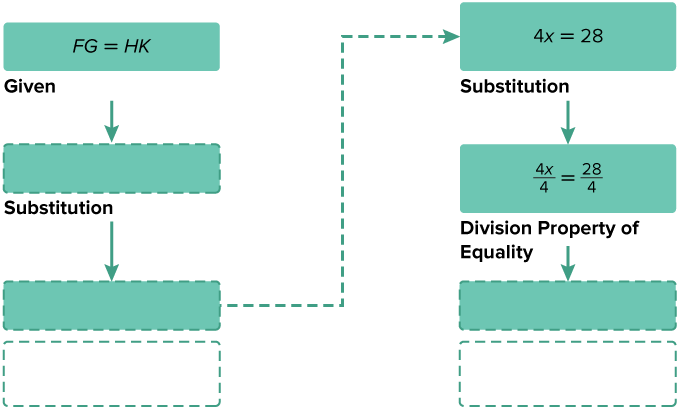 FG = HK
Given
Substitution
4x = 28
Substitution
4x/4 = 28/4
Division Property of
Equality